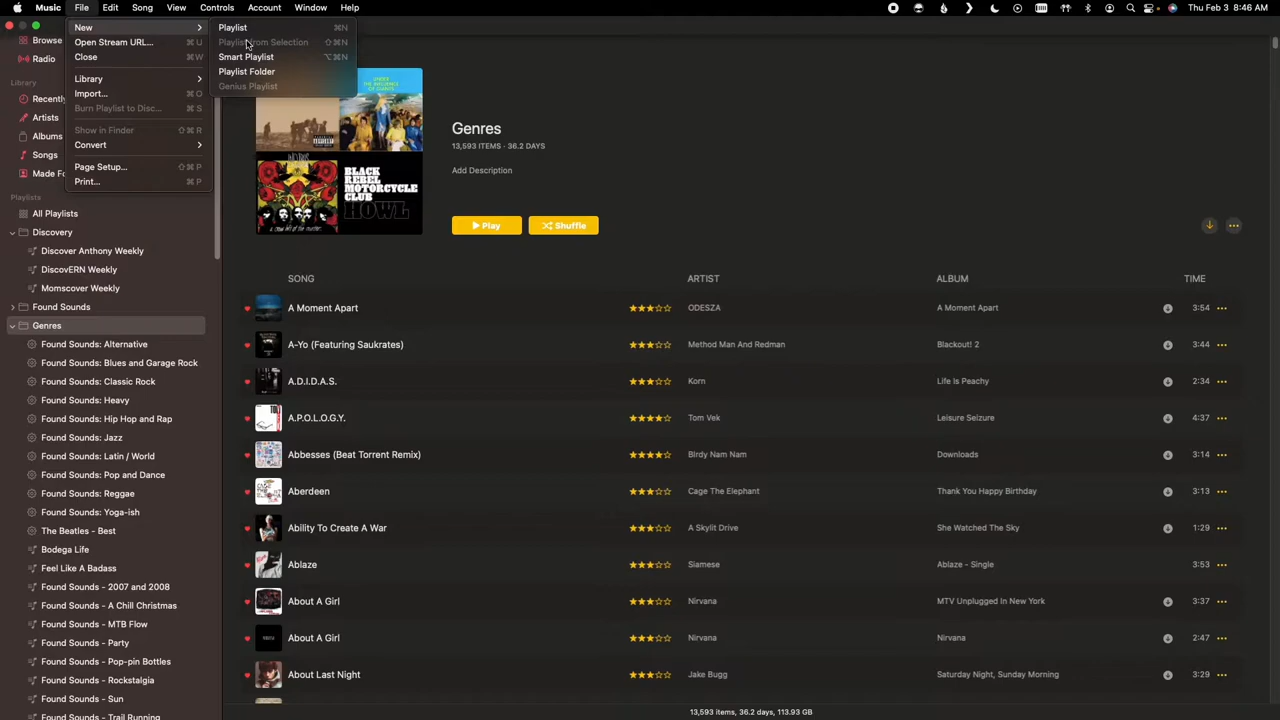 Music File Edit Song View Controls Account Window Help Thu Feb 3 8:46 AM
New
Open Stream URL... ⌘U
Close ⌘W
Library
Import... ⌘O
Burn Playlist to Disc...
Show in Finder ⇧⌘R
Convert
Page Setup... ⇧⌘P
Print... ⌘P
Playlist ⌘N
Playlist from Selection ⇧⌘N
Smart Playlist ⌥⌘N
Playlist Folder
Genius Playlist
Browse
Radio
Library
Recently
Artists
Albums
Songs
Made Fo
Playlists
All Playlists
Discovery
Discover Anthony Weekly
DiscovERN Weekly
Momscover Weekly
Found Sounds
Genres
Found Sounds: Alternative
Found Sounds: Blues and Garage Rock
Found Sounds: Classic Rock
Found Sounds: Heavy
Found Sounds: Hip Hop and Rap
Found Sounds: Jazz
Found Sounds: Latin / World
Found Sounds: Pop and Dance
Found Sounds: Reggae
Found Sounds: Yoga-ish
The Beatles - Best
Bodega Life
Feel Like A Badass
Found Sounds - 2007 and 2008
Found Sounds - A Chill Christmas
Found Sounds - MTB Flow
Found Sounds - Party
Found Sounds - Pop-pin Bottles
Found Sounds - Rockstalgia
Found Sounds - Sun
Found Sounds - Trail Running
UNDER
THE INFLUENCE
OF GIANTS
INCUBUS
BLACK
REBEL
MOTORCYCLE
CLUB
HOWL
Genres
13,593 ITEMS · 36.2 DAYS
Add Description
Play
Shuffle
SONG ARTIST ALBUM TIME
A Moment Apart ODESZA A Moment Apart 3:54
A-Yo (Featuring Saukrates) Method Man And Redman Blackout! 2 3:44
A.D.I.D.A.S. Korn Life Is Peachy 2:34
A.P.O.L.O.G.Y. Tom Vek Leisure Seizure 4:37
Abbesses (Beat Torrent Remix) BIrdy Nam Nam Downloads 3:14
Aberdeen Cage The Elephant Thank You Happy Birthday 3:13
Ability To Create A War A Skylit Drive She Watched The Sky 1:29
Ablaze Siamese Ablaze - Single 3:53
About A Girl Nirvana MTV Unplugged In New York 3:37
About A Girl Nirvana Nirvana 2:47
About Last Night Jake Bugg Saturday Night, Sunday Morning 3:29
13,593 items, 36.2 days, 113.93 GB